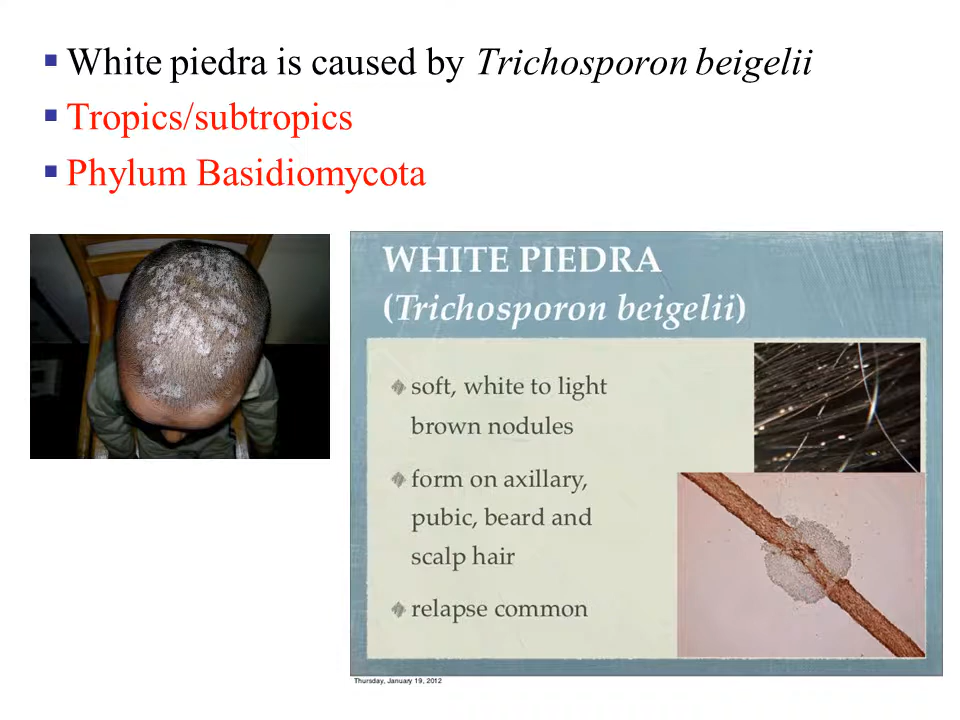 White piedra is caused by Trichosporon beigelii
Tropics/subtropics
Phylum Basidiomycota
WHITE PIEDRA
(Trichosporon beigelii)
soft, white to light
brown nodules
form on axillary,
pubic, beard and
scalp hair
relapse common
Thursday, January 19, 2012